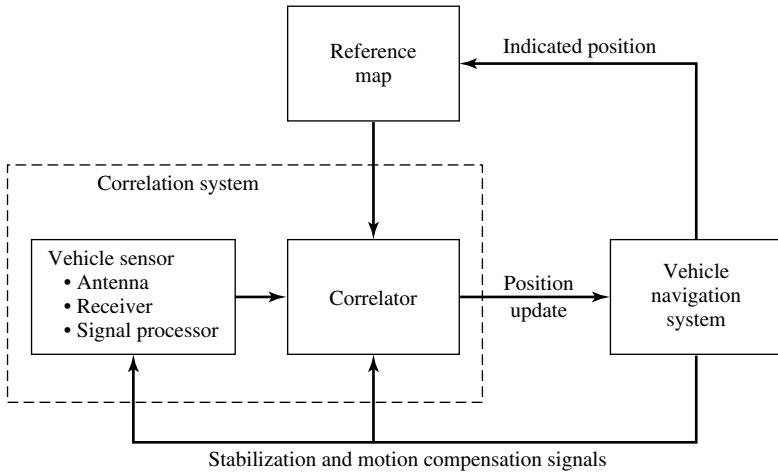 Reference
map
Indicated position
Correlation system
Vehicle sensor
• Antenna
• Receiver
• Signal processor
Correlator
Position
update
Vehicle
navigation
system
Stabilization and motion compensation signals